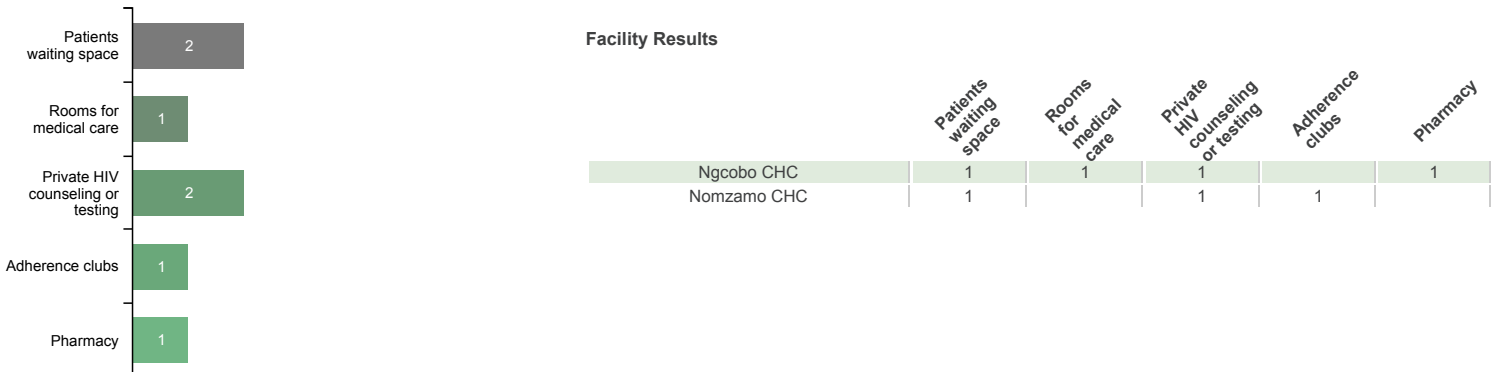 Patients
waiting space
2
Rooms for
medical care
1
Private HIV
counseling or
testing
2
Adherence clubs
1
Pharmacy
1
Facility Results
Patients
waiting
space
Rooms
for
medical
care
Private
HIV
counseling
or testing
Adherence
clubs
Pharmacy
Ngcobo CHC 1 1 1 1
Nomzamo CHC 1 1 1